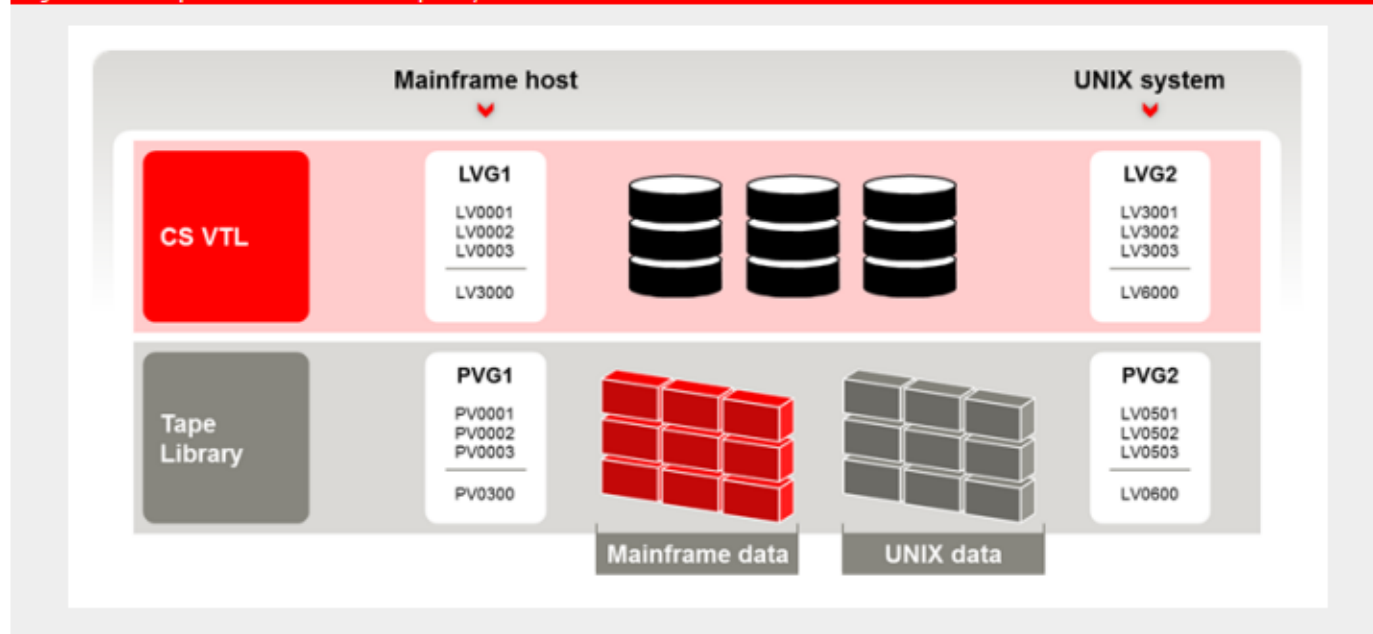 Mainframe host
UNIX system
CS VTL
LVG1
LV0001
LV0002
LV0003
LV3000
LVG2
LV3001
LV3002
LV3003
LV6000
Tape
Library
PVG1
PV0001
PV0002
PV0003
PV0300
PVG2
LV0501
LV0502
LV0503
LV0600
Mainframe data
UNIX data